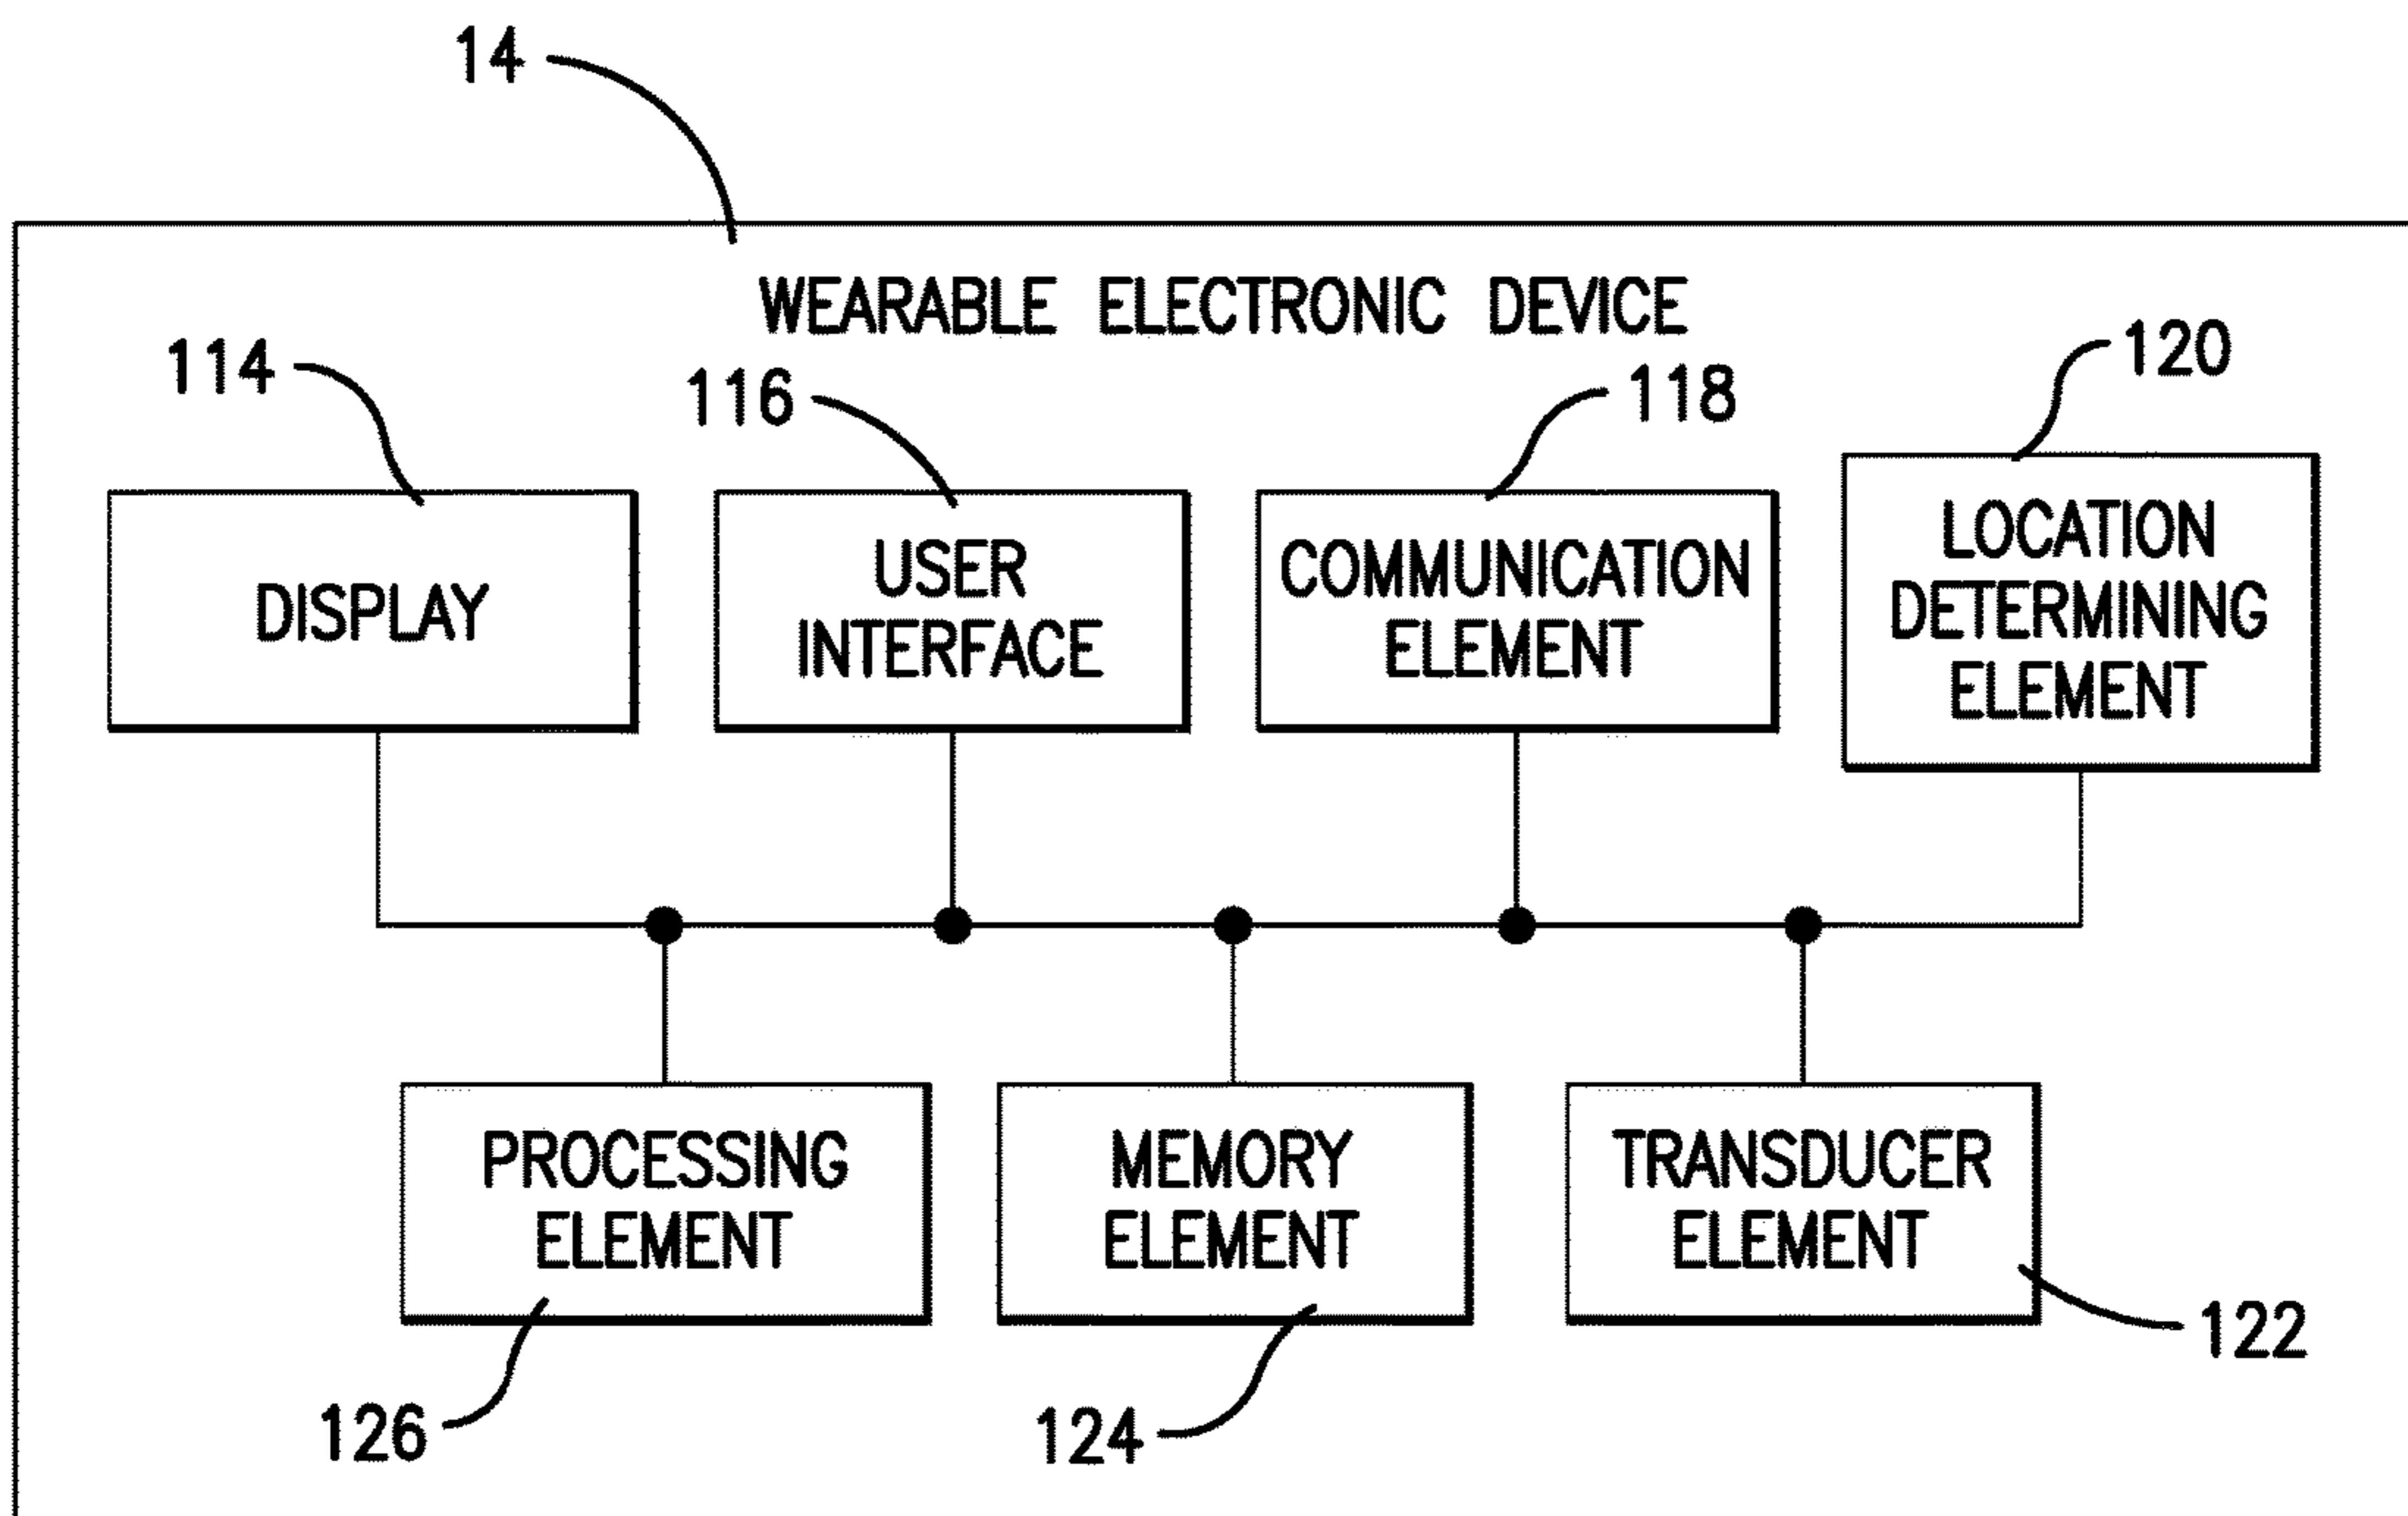 14
WEARABLE ELECTRONIC DEVICE
114
116
118
120
DISPLAY
USER
INTERFACE
COMMUNICATION
ELEMENT
LOCATION
DETERMINING
ELEMENT
PROCESSING
ELEMENT
MEMORY
ELEMENT
TRANSDUCER
ELEMENT
126
124
122